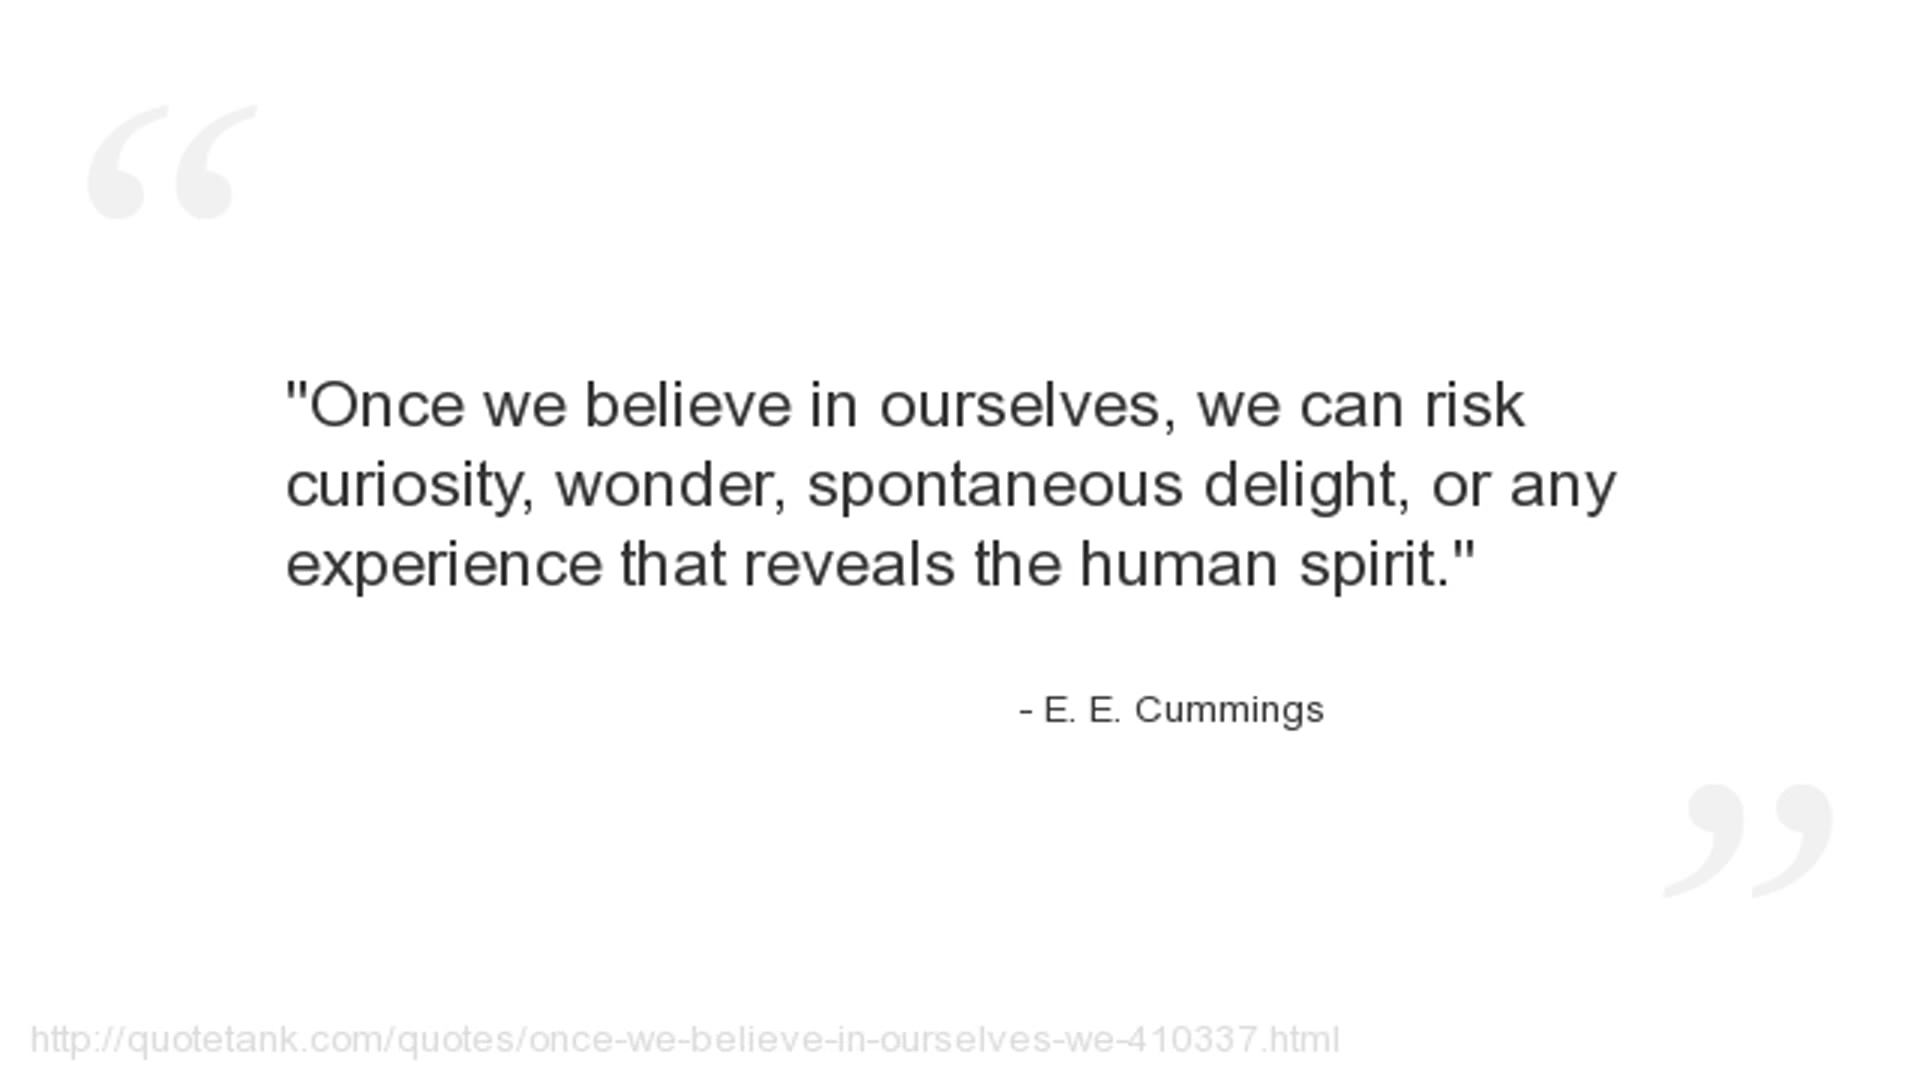 "Once we believe in ourselves, we can risk
curiosity, wonder, spontaneous delight, or any
experience that reveals the human spirit."
- E. E. Cummings
http://quotetank.com/quotes/once-we-believe-in-ourselves-we-410337.html